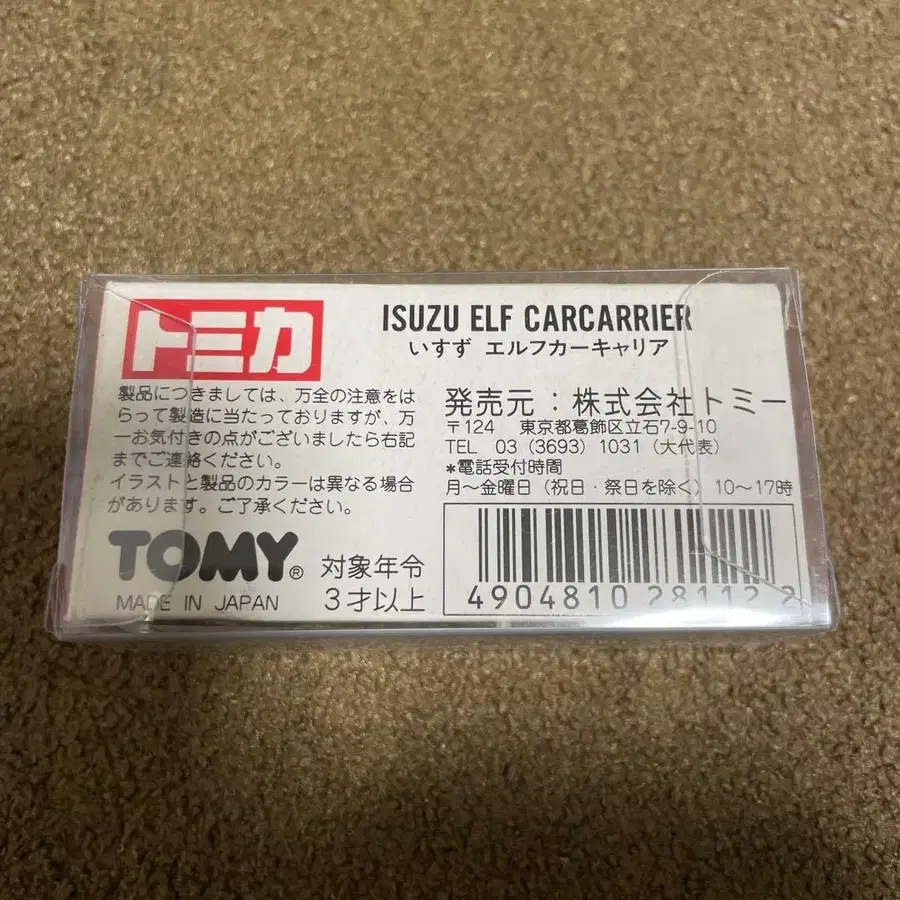 トミカ
ISUZU ELF CARCARRIER
いすゞ エルフカーキャリア
製品につきましては、万全の注意をは
らって製造に当たっておりますが、万
一お気付きの点がございましたら右記
までご連絡ください。
イラストと製品のカラーは異なる場合
があります。ご了承ください。
TOMY®
MADE IN JAPAN
対象年令
3才以上
発売元:株式会社トミー
〒124 東京都葛飾区立石7-9-10
TEL 03 (3693) 1031 (大代表)
*電話受付時間
月~金曜日 (祝日・祭日を除く) 10~17時
4904810 281122